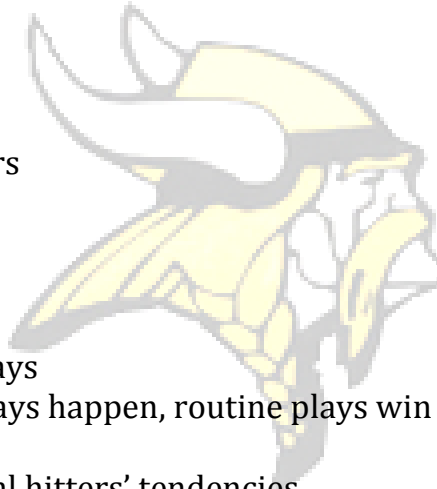 rs
ays
ays happen, routine plays win
al hitters' tendencies